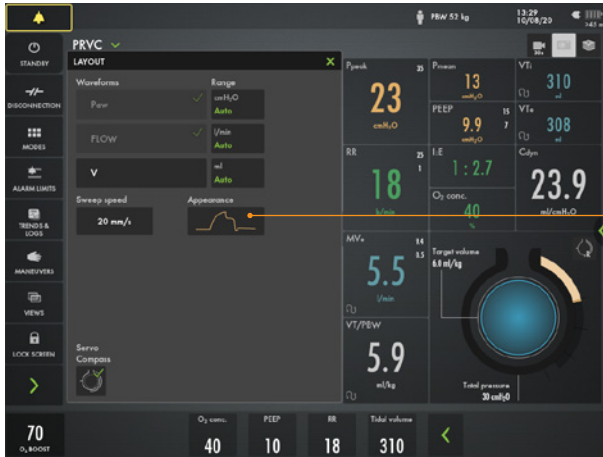 PBW 52 kg
13:29
10/08/20
STANDBY
DISCONNECTION
MODES
ALARM LIMITS
TRENDS &
LOGS
MANEUVERS
VIEWS
LOCK SCREEN
70
O₂ BOOST
PRVC
LAYOUT
X
Waveforms
Range
Paw
cmH₂O
Auto
FLOW
l/min
Auto
V
ml
Auto
Sweep speed
Appearance
20 mm/s
Servo
Compass
Ppeak
35
23
cmH₂O
Pmean
13
cmH₂O
VTi
310
ml
PEEP
15
9.9
7
cmH₂O
VTe
308
ml
RR
25
1
18
b/min
I:E
1 : 2.7
O₂ conc.
40
%
Cdyn
23.9
ml/cmH₂O
MVe
9.4
3.5
5.5
l/min
VT/PBW
5.9
ml/kg
Target volume
6.0 ml/kg
Total pressure
30 cmH₂O
O₂ conc.
40
PEEP
10
RR
18
Tidal volume
310